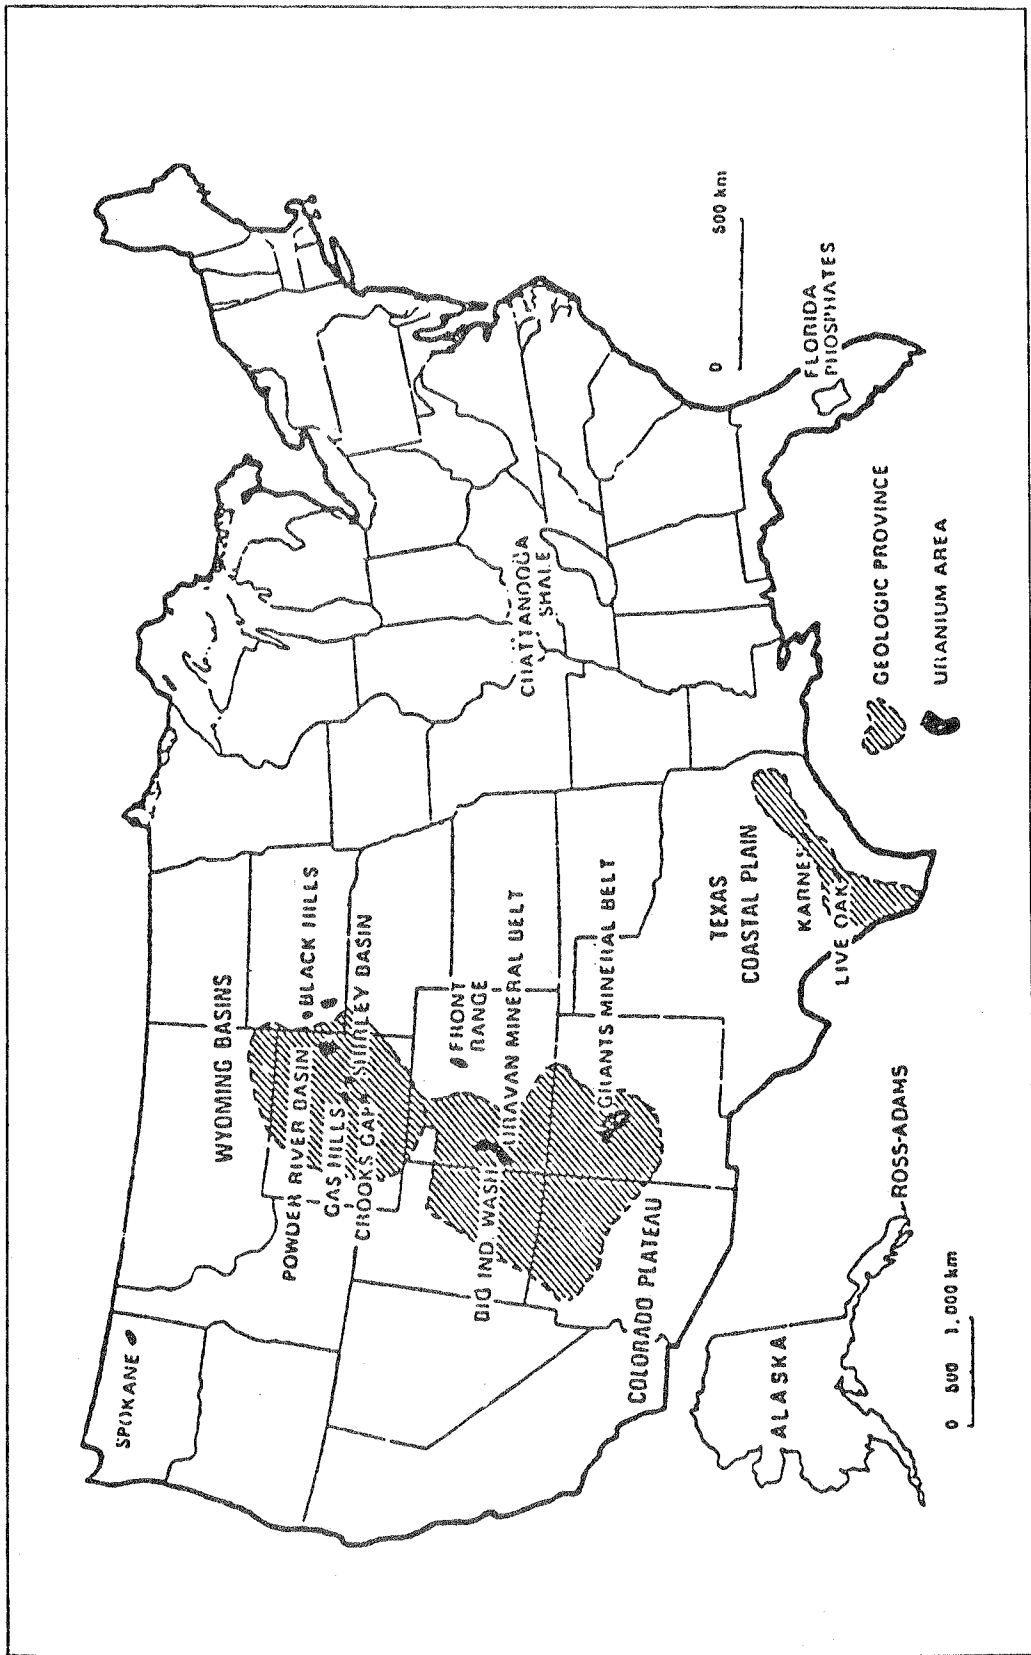 SPOKANE
WYOMING BASINS
POWDER RIVER BASIN
BLACK HILLS
GAS HILLS
CROOKS GAP
SHIRLEY BASIN
FRONT
RANGE
BIG IND. WASH
URAVAN MINERAL BELT
GRANTS MINERAL BELT
COLORADO PLATEAU
CHATTANOOGA
SHALE
TEXAS
COASTAL PLAIN
KARNES
LIVE OAK
FLORIDA
PHOSPHATES
0 500 km
GEOLOGIC PROVINCE
URANIUM AREA
ALASKA
ROSS-ADAMS
0 500 1,000 km